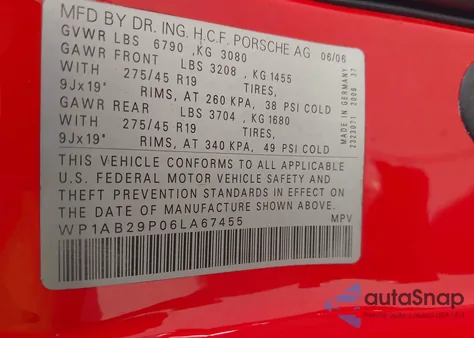 MFD BY DR. ING. H.C.F. PORSCHE AG 06/06
GVWR LBS 6790 ,KG 3080
GAWR FRONT LBS 3208 ,KG 1455
WITH 275/45 R19 TIRES,
9Jx19" RIMS, AT 260 KPA, 38 PSI COLD
GAWR REAR LBS 3704 ,KG 1680
WITH 275/45 R19 TIRES,
9Jx19" RIMS, AT 340 KPA, 49 PSI COLD
THIS VEHICLE CONFORMS TO ALL APPLICABLE
U.S. FEDERAL MOTOR VEHICLE SAFETY AND
THEFT PREVENTION STANDARDS IN EFFECT ON
THE DATE OF MANUFACTURE SHOWN ABOVE.
WP1AB29P06LA67455 MPV
MADE IN GERMANY
2323971 2006 37
autoSnap